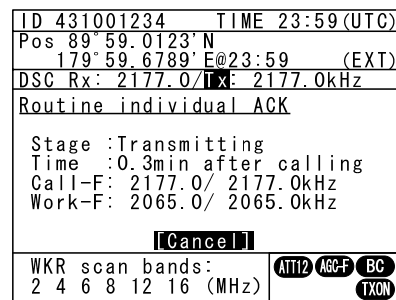 ID 431001234 TIME 23:59(UTC)
Pos 89°59.0123'N
179°59.6789'E@23:59 (EXT)
DSC Rx: 2177.0/Tx: 2177.0kHz
Routine individual ACK
Stage :Transmitting
Time :0.3min after calling
Call-F: 2177.0/ 2177.0kHz
Work-F: 2065.0/ 2065.0kHz
[Cancel]
WKR scan bands: ATT12 AGC-F BC
2 4 6 8 12 16 (MHz) TXON